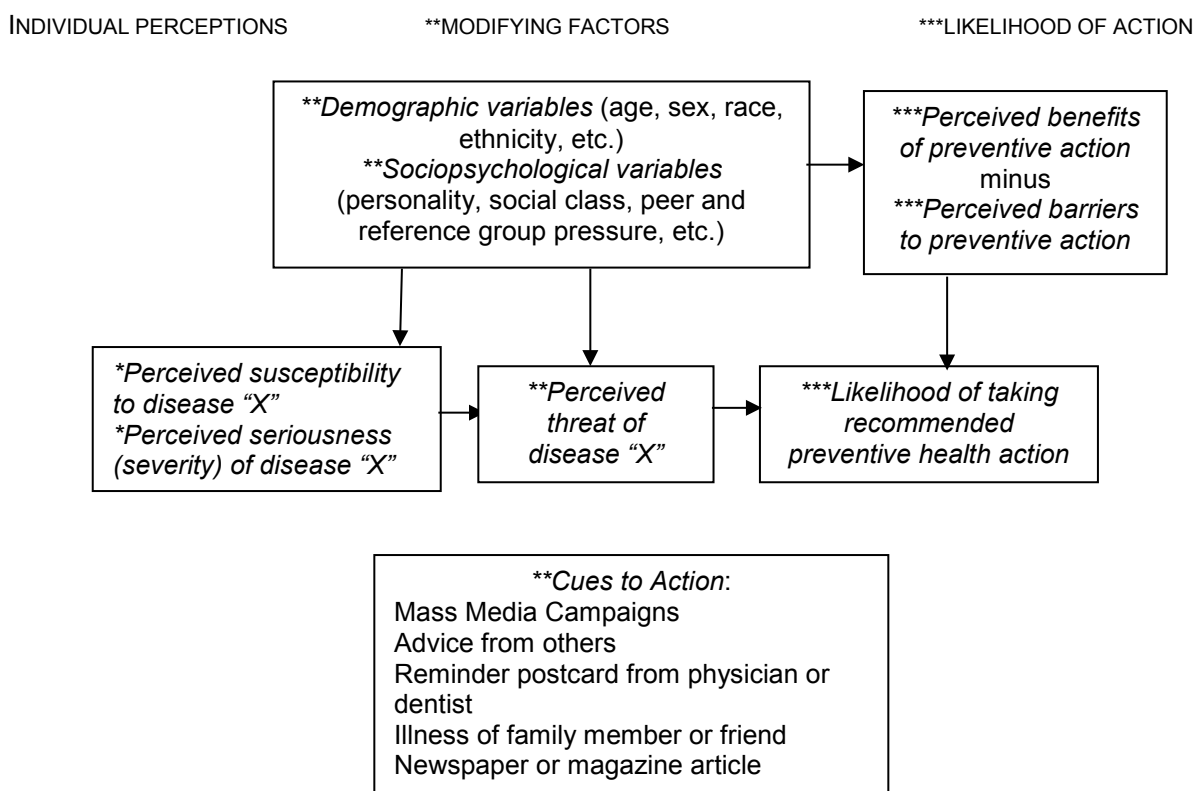 INDIVIDUAL PERCEPTIONS **MODIFYING FACTORS ***LIKELIHOOD OF ACTION
**Demographic variables (age, sex, race,
ethnicity, etc.)
**Sociopsychological variables
(personality, social class, peer and
reference group pressure, etc.)
***Perceived benefits
of preventive action
minus
***Perceived barriers
to preventive action
*Perceived susceptibility
to disease “X”
*Perceived seriousness
(severity) of disease “X”
**Perceived
threat of
disease “X”
***Likelihood of taking
recommended
preventive health action
**Cues to Action:
Mass Media Campaigns
Advice from others
Reminder postcard from physician or
dentist
Illness of family member or friend
Newspaper or magazine article